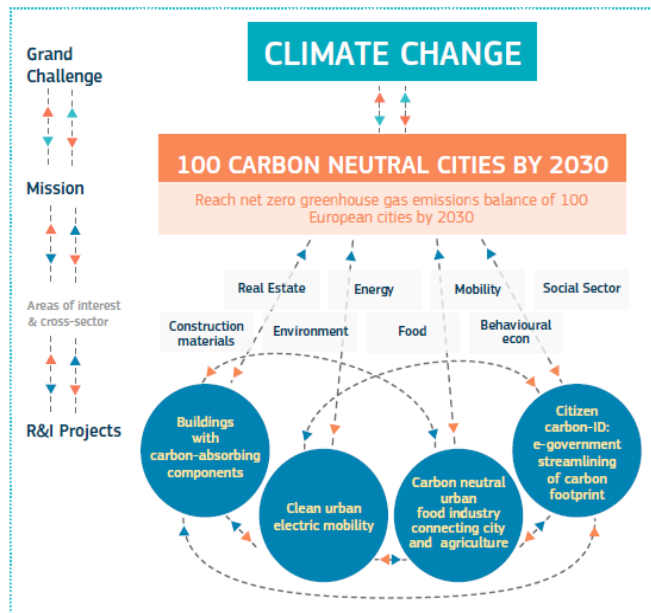 Grand
Challenge
CLIMATE CHANGE
100 CARBON NEUTRAL CITIES BY 2030
Mission
Reach net zero greenhouse gas emissions balance of 100
European cities by 2030
Areas of interest
& cross-sector
Real Estate
Energy
Mobility
Social Sector
Construction
materials
Environment
Food
Behavioural
econ
R&I Projects
Buildings
with
carbon-absorbing
components
Clean urban
electric mobility
Carbon neutral
urban
food industry
connecting city
and agriculture
Citizen
carbon-ID:
e-government
streamlining
of carbon
footprint